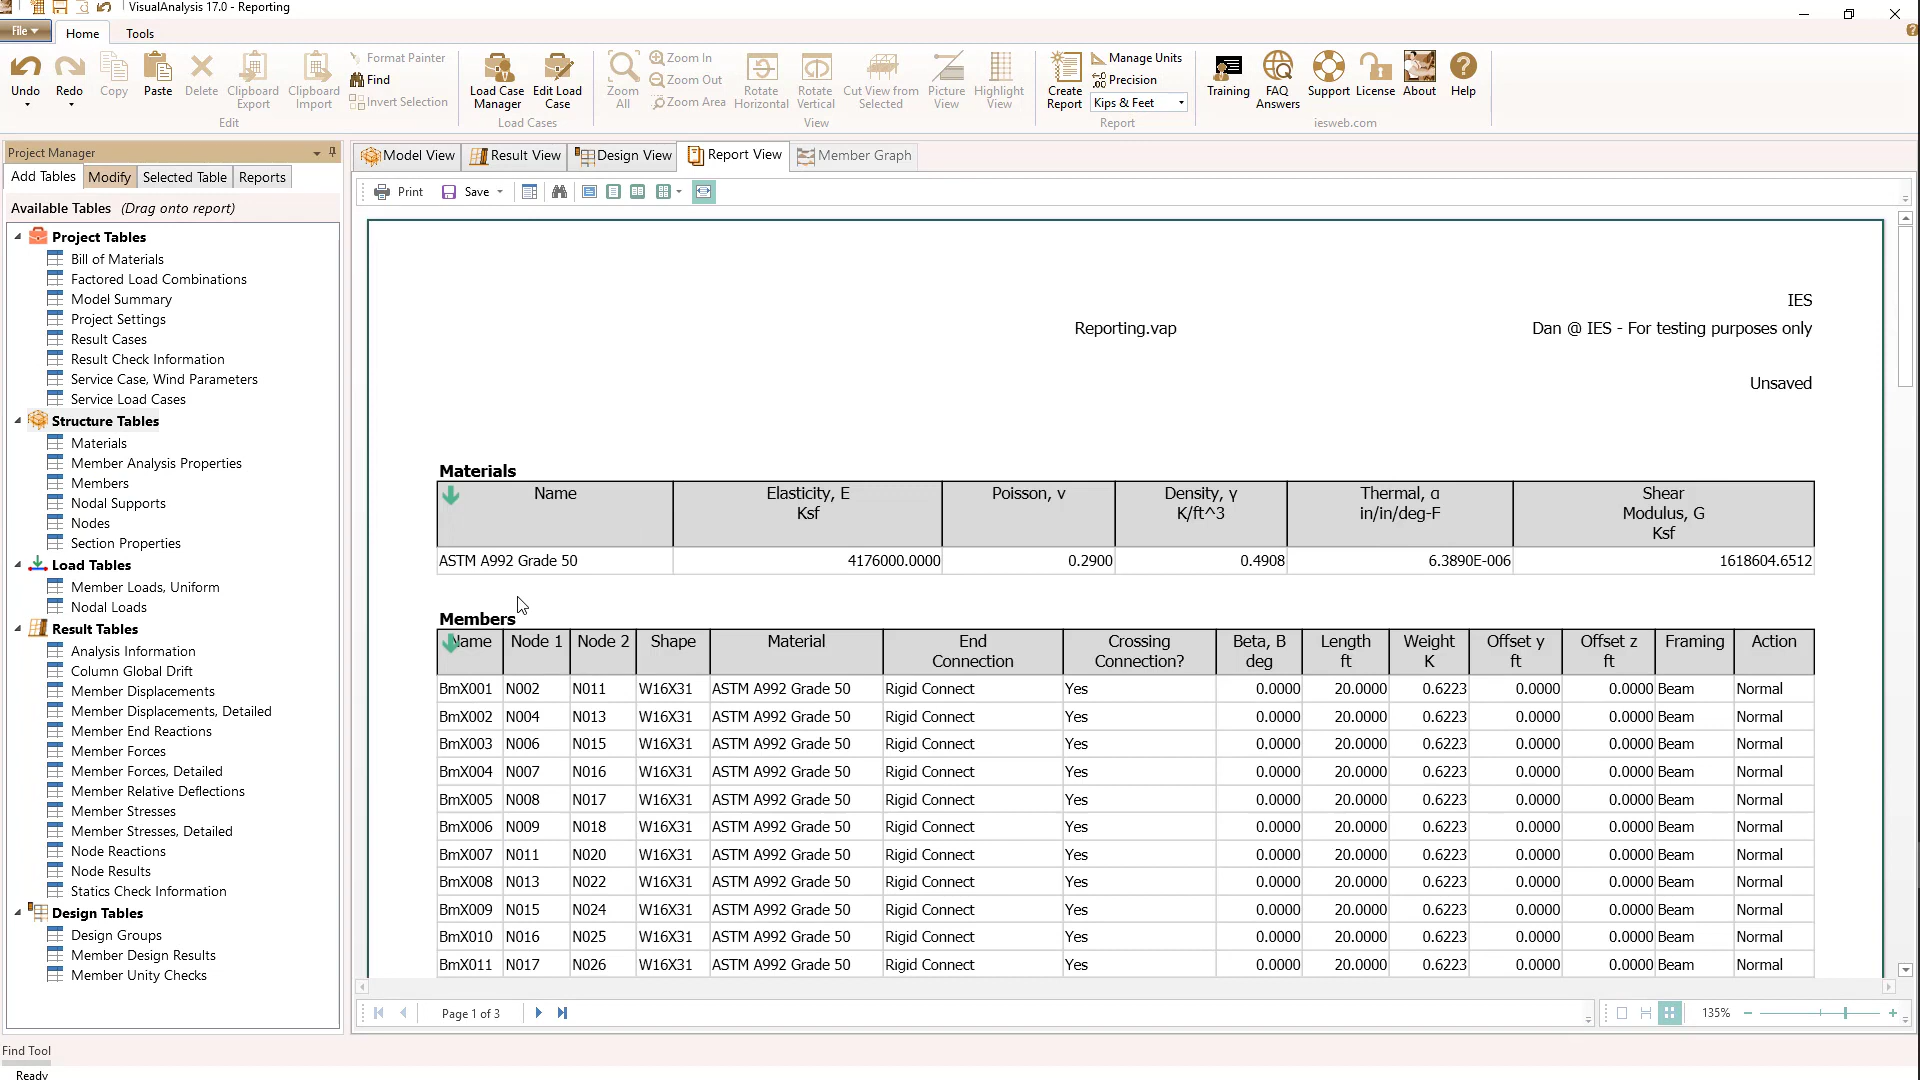 VisualAnalysis 17.0 - Reporting
File
Home
Tools
Undo
Redo
Copy
Paste
Delete
Clipboard Export
Clipboard Import
Format Painter
Find
Invert Selection
Edit
Load Case Manager
Edit Load Case
Load Cases
Zoom All
Zoom In
Zoom Out
Zoom Area
Rotate Horizontal
Rotate Vertical
Cut View from Selected
Picture View
Highlight View
View
Create Report
Manage Units
Precision
Kips & Feet
Report
Training
FAQ Answers
Support
License
About
Help
iesweb.com
Project Manager
Add Tables
Modify
Selected Table
Reports
Available Tables (Drag onto report)
Project Tables
Bill of Materials
Factored Load Combinations
Model Summary
Project Settings
Result Cases
Result Check Information
Service Case, Wind Parameters
Service Load Cases
Structure Tables
Materials
Member Analysis Properties
Members
Nodal Supports
Nodes
Section Properties
Load Tables
Member Loads, Uniform
Nodal Loads
Result Tables
Analysis Information
Column Global Drift
Member Displacements
Member Displacements, Detailed
Member End Reactions
Member Forces
Member Forces, Detailed
Member Relative Deflections
Member Stresses
Member Stresses, Detailed
Node Reactions
Node Results
Statics Check Information
Design Tables
Design Groups
Member Design Results
Member Unity Checks
Model View
Result View
Design View
Report View
Member Graph
Print
Save
IES
Reporting.vap
Dan @ IES - For testing purposes only
Unsaved
Materials
Name Elasticity, E Ksf Poisson, ν Density, γ K/ft^3 Thermal, α in/in/deg-F Shear Modulus, G Ksf
ASTM A992 Grade 50 4176000.0000 0.2900 0.4908 6.3890E-006 1618604.6512
Members
Name Node 1 Node 2 Shape Material End Connection Crossing Connection? Beta, B deg Length ft Weight K Offset y ft Offset z ft Framing Action
BmX001 N002 N011 W16X31 ASTM A992 Grade 50 Rigid Connect Yes 0.0000 20.0000 0.6223 0.0000 0.0000 Beam Normal
BmX002 N004 N013 W16X31 ASTM A992 Grade 50 Rigid Connect Yes 0.0000 20.0000 0.6223 0.0000 0.0000 Beam Normal
BmX003 N006 N015 W16X31 ASTM A992 Grade 50 Rigid Connect Yes 0.0000 20.0000 0.6223 0.0000 0.0000 Beam Normal
BmX004 N007 N016 W16X31 ASTM A992 Grade 50 Rigid Connect Yes 0.0000 20.0000 0.6223 0.0000 0.0000 Beam Normal
BmX005 N008 N017 W16X31 ASTM A992 Grade 50 Rigid Connect Yes 0.0000 20.0000 0.6223 0.0000 0.0000 Beam Normal
BmX006 N009 N018 W16X31 ASTM A992 Grade 50 Rigid Connect Yes 0.0000 20.0000 0.6223 0.0000 0.0000 Beam Normal
BmX007 N011 N020 W16X31 ASTM A992 Grade 50 Rigid Connect Yes 0.0000 20.0000 0.6223 0.0000 0.0000 Beam Normal
BmX008 N013 N022 W16X31 ASTM A992 Grade 50 Rigid Connect Yes 0.0000 20.0000 0.6223 0.0000 0.0000 Beam Normal
BmX009 N015 N024 W16X31 ASTM A992 Grade 50 Rigid Connect Yes 0.0000 20.0000 0.6223 0.0000 0.0000 Beam Normal
BmX010 N016 N025 W16X31 ASTM A992 Grade 50 Rigid Connect Yes 0.0000 20.0000 0.6223 0.0000 0.0000 Beam Normal
BmX011 N017 N026 W16X31 ASTM A992 Grade 50 Rigid Connect Yes 0.0000 20.0000 0.6223 0.0000 0.0000 Beam Normal
Page 1 of 3
135%
Find Tool
Ready